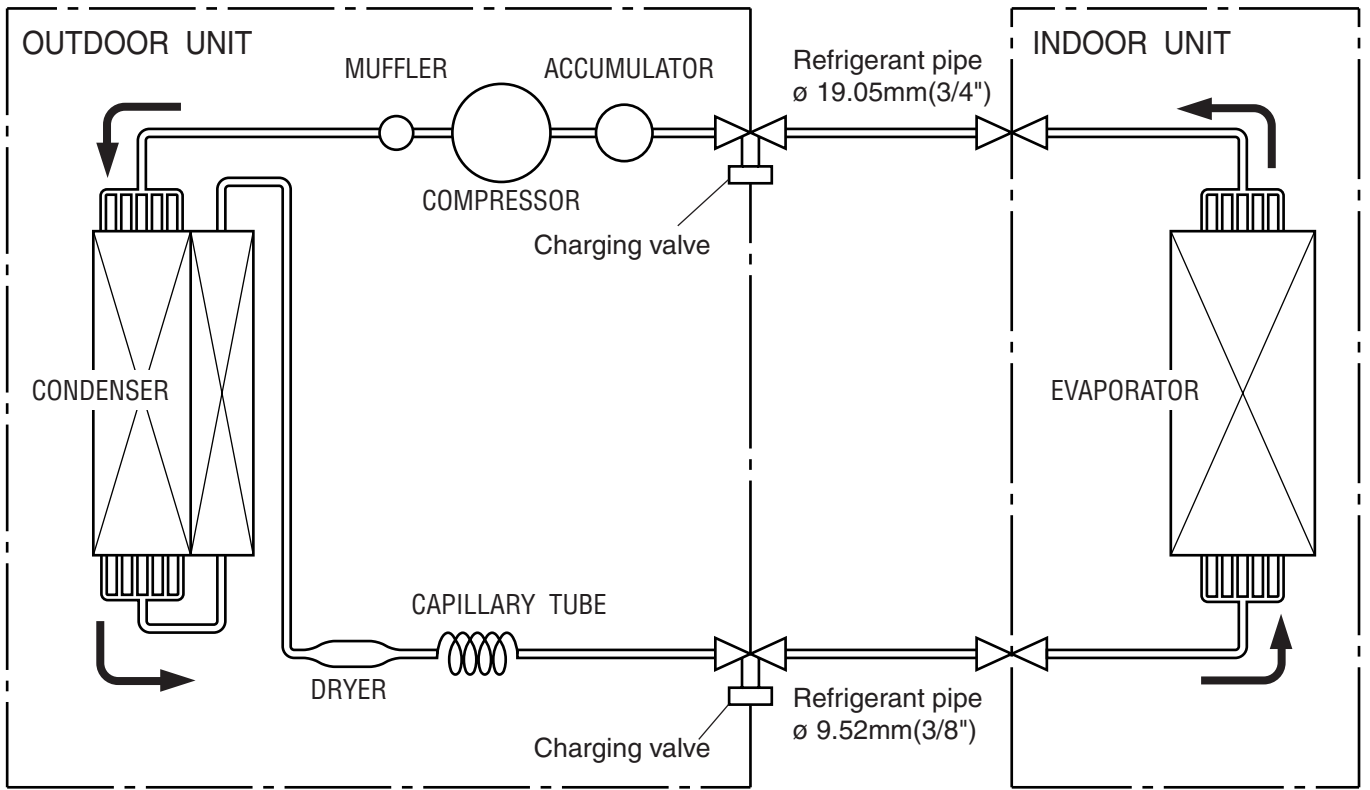 OUTDOOR UNIT
INDOOR UNIT
MUFFLER
ACCUMULATOR
Refrigerant pipe
ø 19.05mm(3/4")
COMPRESSOR
Charging valve
CONDENSER
EVAPORATOR
CAPILLARY TUBE
DRYER
Refrigerant pipe
ø 9.52mm(3/8")
Charging valve